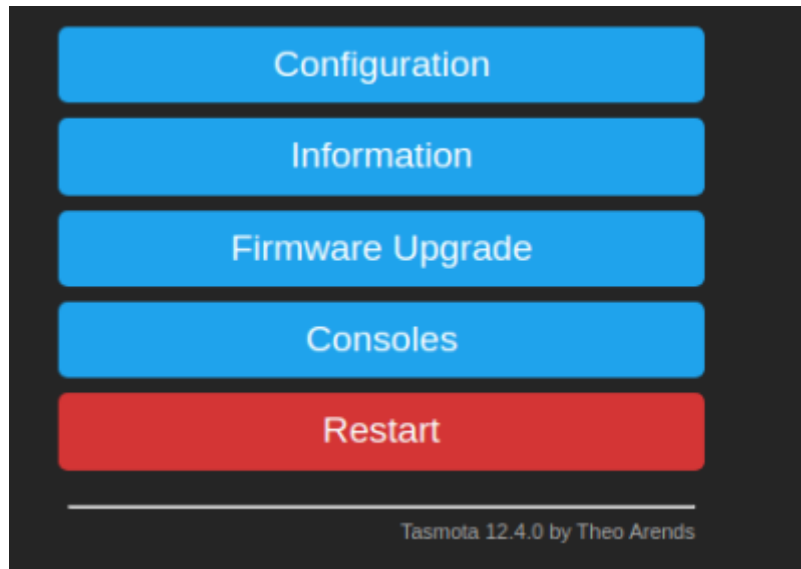 Configuration
Information
Firmware Upgrade
Consoles
Restart
Tasmota 12.4.0 by Theo Arends